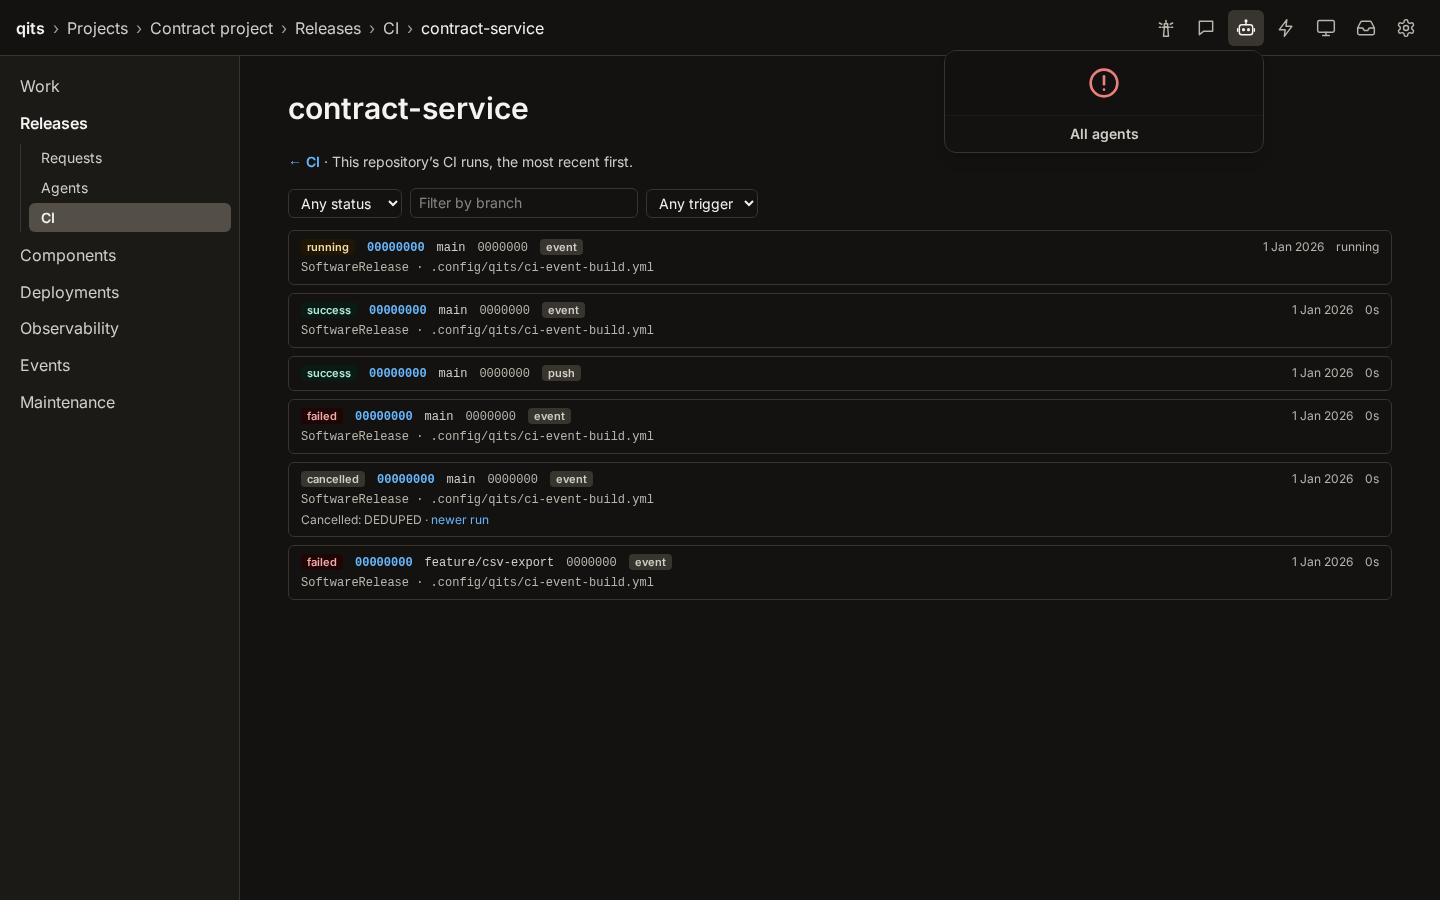 qits › Projects › Contract project › Releases › CI › contract-service
All agents
Work
Releases
Requests
Agents
CI
Components
Deployments
Observability
Events
Maintenance
contract-service
← CI · This repository’s CI runs, the most recent first.
Any status Filter by branch Any trigger
running 00000000 main 0000000 event 1 Jan 2026 running
SoftwareRelease · .config/qits/ci-event-build.yml
success 00000000 main 0000000 event 1 Jan 2026 0s
SoftwareRelease · .config/qits/ci-event-build.yml
success 00000000 main 0000000 push 1 Jan 2026 0s
failed 00000000 main 0000000 event 1 Jan 2026 0s
SoftwareRelease · .config/qits/ci-event-build.yml
cancelled 00000000 main 0000000 event 1 Jan 2026 0s
SoftwareRelease · .config/qits/ci-event-build.yml
Cancelled: DEDUPED · newer run
failed 00000000 feature/csv-export 0000000 event 1 Jan 2026 0s
SoftwareRelease · .config/qits/ci-event-build.yml